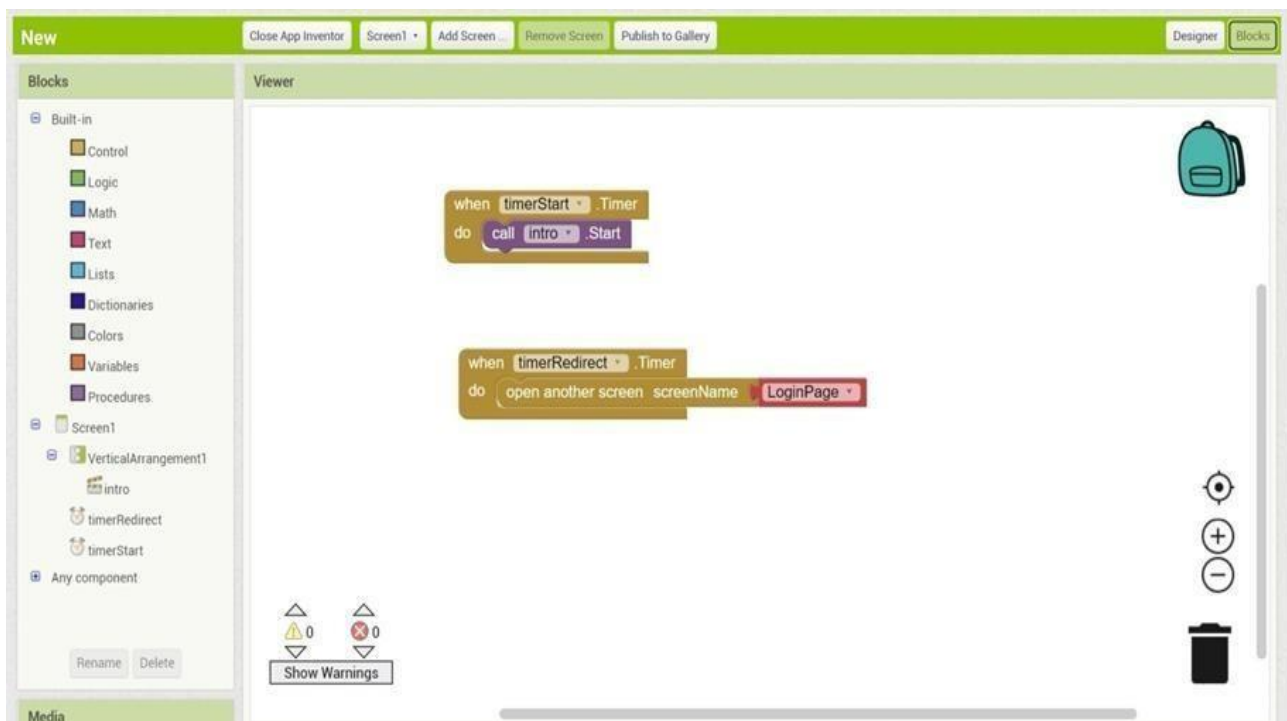 New
Close App Inventor
Screen1
Add Screen ...
Remove Screen
Publish to Gallery
Designer
Blocks
Blocks
Viewer
Built-in
Control
Logic
Math
Text
Lists
Dictionaries
Colors
Variables
Procedures
Screen1
VerticalArrangement1
intro
timerRedirect
timerStart
Any component
Rename
Delete
Media
when timerStart .Timer
do call intro .Start
when timerRedirect .Timer
do open another screen screenName LoginPage
0
0
Show Warnings